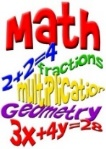 Math
2+2=4
fractions
multiplication
Geometry
3x+4y=28